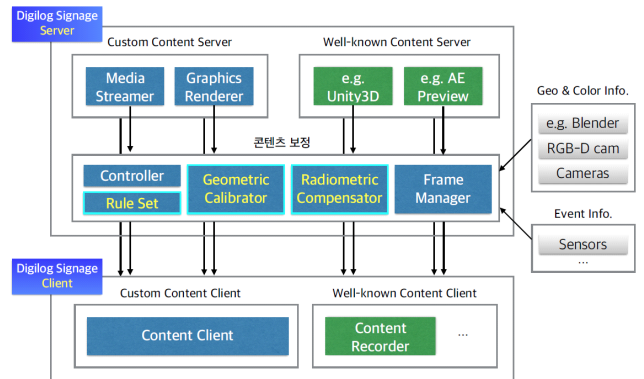 Digilog Signage
Server
Custom Content Server
Well-known Content Server
Media
Streamer
Graphics
Renderer
e.g.
Unity3D
e.g. AE
Preview
Geo & Color Info.
e.g. Blender
RGB-D cam
Cameras
콘텐츠 보정
Controller
Rule Set
Geometric
Calibrator
Radiometric
Compensator
Frame
Manager
Event Info.
Sensors
...
Digilog Signage
Client
Custom Content Client
Well-known Content Client
Content Client
Content
Recorder
...